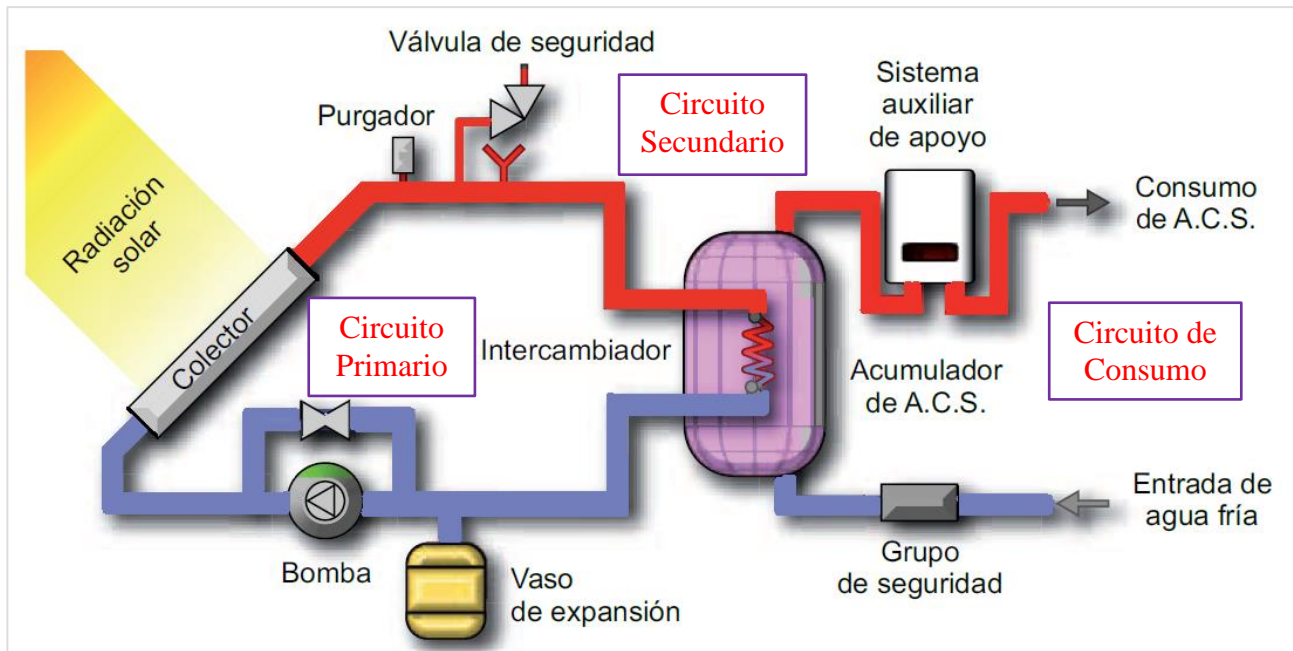 Válvula de seguridad
Purgador
Circuito
Secundario
Sistema
auxiliar
de apoyo
Consumo
de A.C.S.
Radiación
solar
Colector
Circuito
Primario
Intercambiador
Acumulador
de A.C.S.
Circuito de
Consumo
Bomba
Vaso
de expansión
Grupo
de seguridad
Entrada de
agua fría